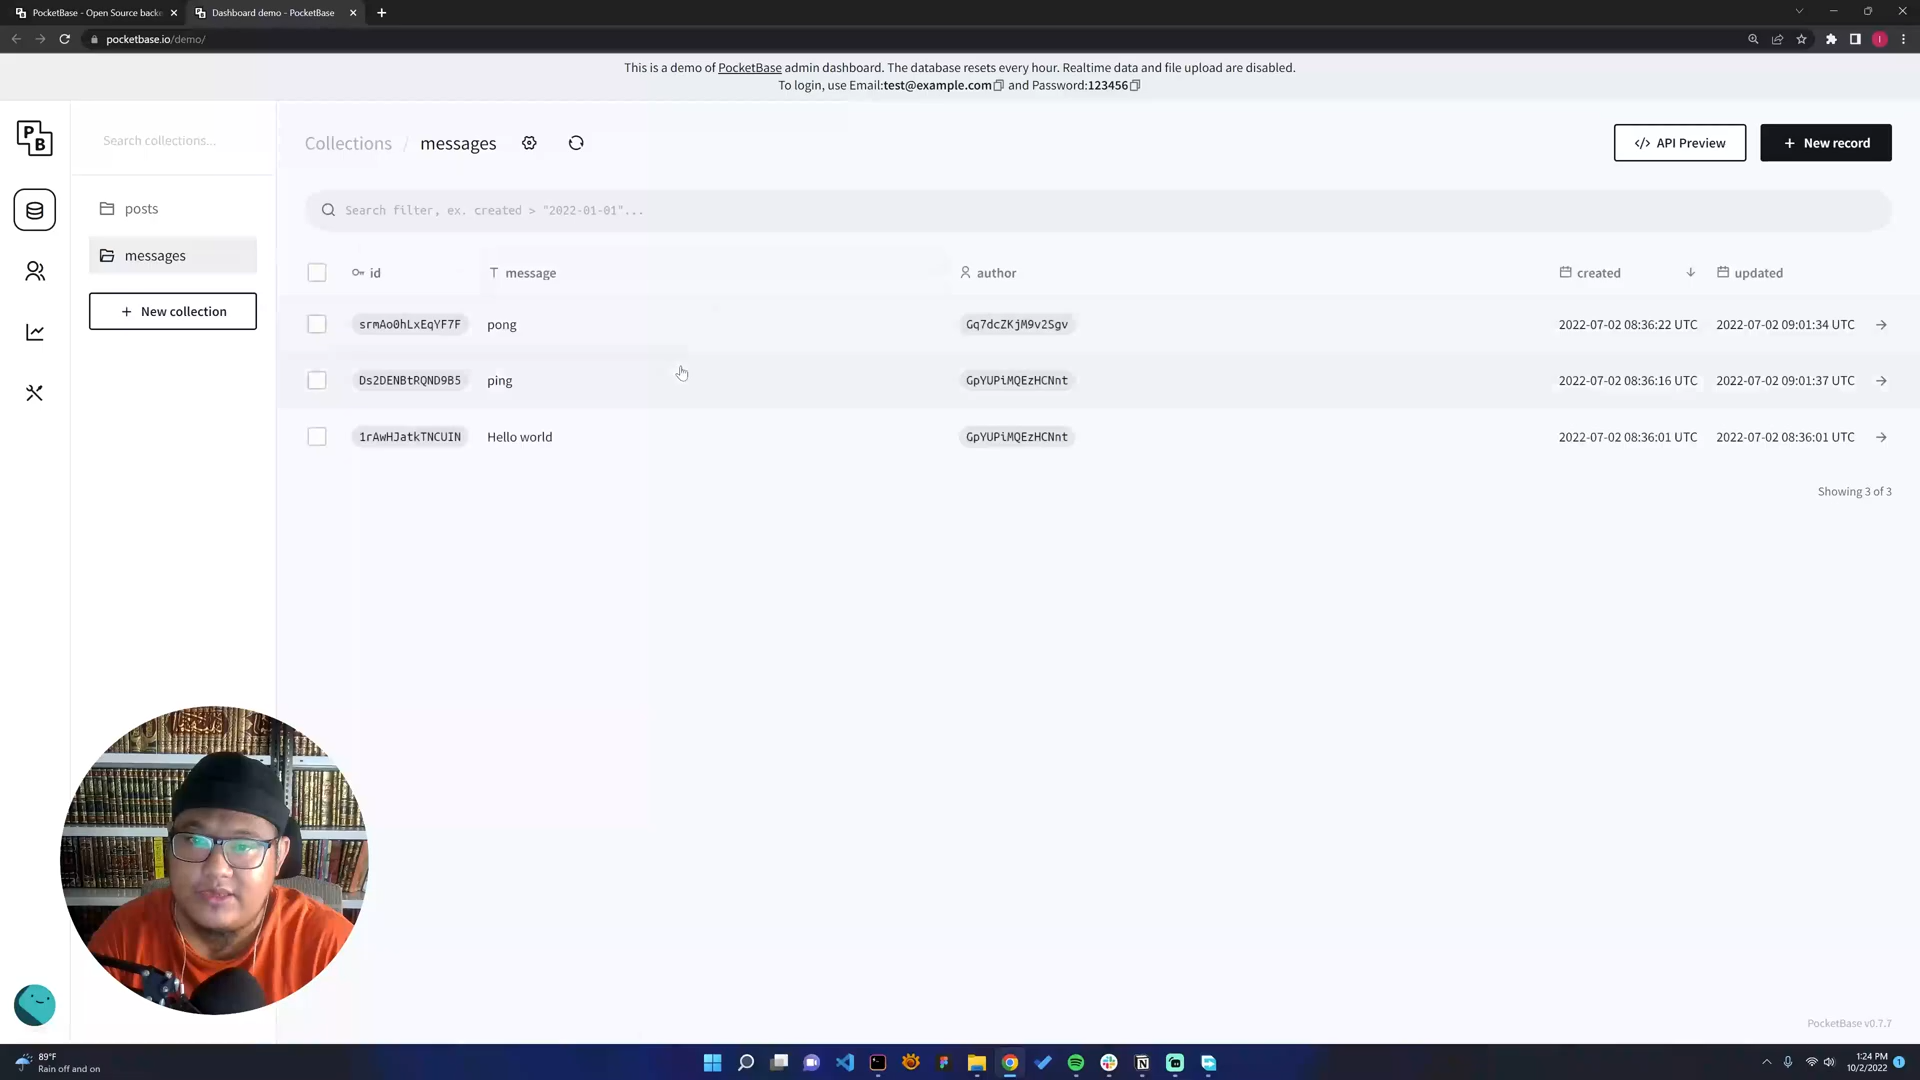 PocketBase - Open Source backe
Dashboard demo - PocketBase
pocketbase.io/demo/
This is a demo of PocketBase admin dashboard. The database resets every hour. Realtime data and file upload are disabled.
To login, use Email:test@example.com and Password:123456
P
B
Search collections...
posts
messages
+ New collection
Collections / messages
</> API Preview
+ New record
Search filter, ex. created > "2022-01-01"...
id message author created updated
srmAo0hLxEqYF7F pong Gq7dcZKjM9v2Sgv 2022-07-02 08:36:22 UTC 2022-07-02 09:01:34 UTC
Ds2DENBtRQND9B5 ping GpYUPiMQEzHCNnt 2022-07-02 08:36:16 UTC 2022-07-02 09:01:37 UTC
1rAwHJatkTNCUIN Hello world GpYUPiMQEzHCNnt 2022-07-02 08:36:01 UTC 2022-07-02 08:36:01 UTC
Showing 3 of 3
PocketBase v0.7.7
89°F
Rain off and on
1:24 PM
10/2/2022